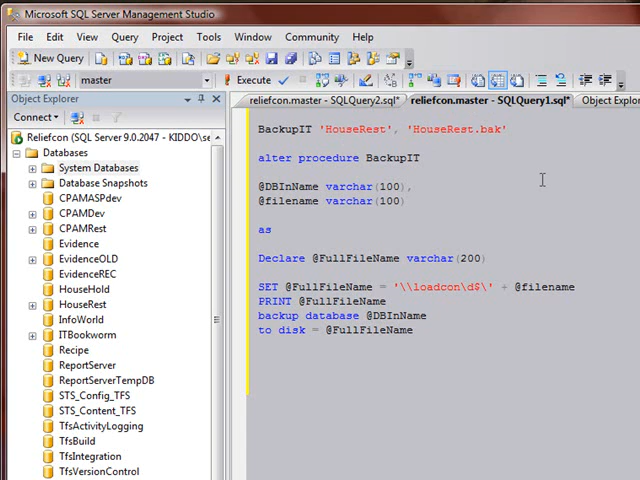 Microsoft SQL Server Management Studio
File Edit View Query Project Tools Window Community Help
New Query
master Execute
Object Explorer
reliefcon.master - SQLQuery2.sql* reliefcon.master - SQLQuery1.sql* Object Explor
Connect
Reliefcon (SQL Server 9.0.2047 - KIDDO\se
Databases
System Databases
Database Snapshots
CPAMASPdev
CPAMDev
CPAMRest
Evidence
EvidenceOLD
EvidenceREC
HouseHold
HouseRest
InfoWorld
ITBookworm
Recipe
ReportServer
ReportServerTempDB
STS_Config_TFS
STS_Content_TFS
TfsActivityLogging
TfsBuild
TfsIntegration
TfsVersionControl
BackupIT 'HouseRest', 'HouseRest.bak'
alter procedure BackupIT
@DBInName varchar(100),
@filename varchar(100)
as
Declare @FullFileName varchar(200)
SET @FullFileName = '\\loadcon\d$\' + @filename
PRINT @FullFileName
backup database @DBInName
to disk = @FullFileName